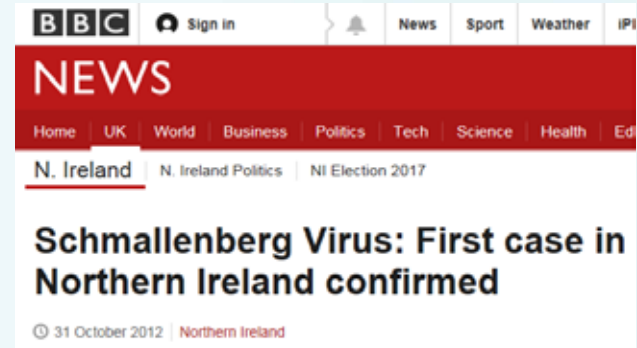 BBC Sign in News Sport Weather
NEWS
Home UK World Business Politics Tech Science Health
N. Ireland N. Ireland Politics NI Election 2017
Schmallenberg Virus: First case in
Northern Ireland confirmed
31 October 2012 Northern Ireland